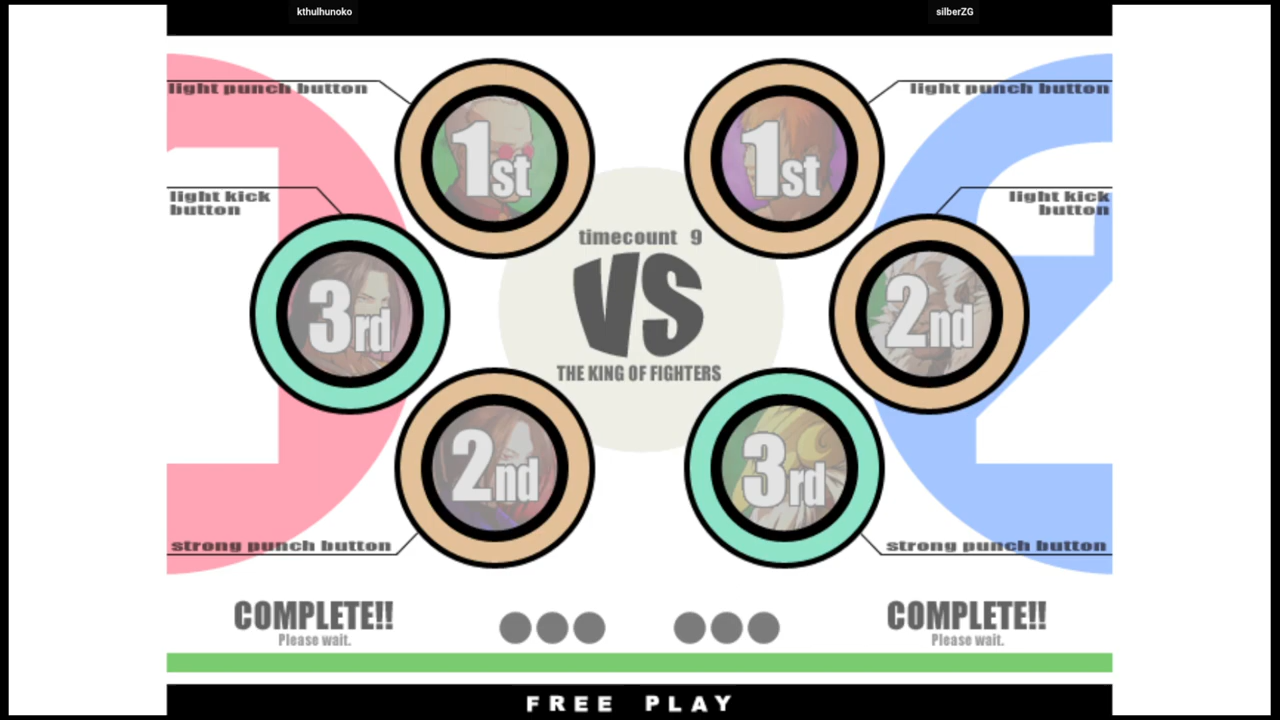 kthulhunoko
silberZG
light punch button
light punch button
1st
1st
light kick
button
light kick
button
timecount 9
VS
THE KING OF FIGHTERS
3rd
2nd
2nd
3rd
strong punch button
strong punch button
COMPLETE!!
Please wait.
COMPLETE!!
Please wait.
FREE PLAY